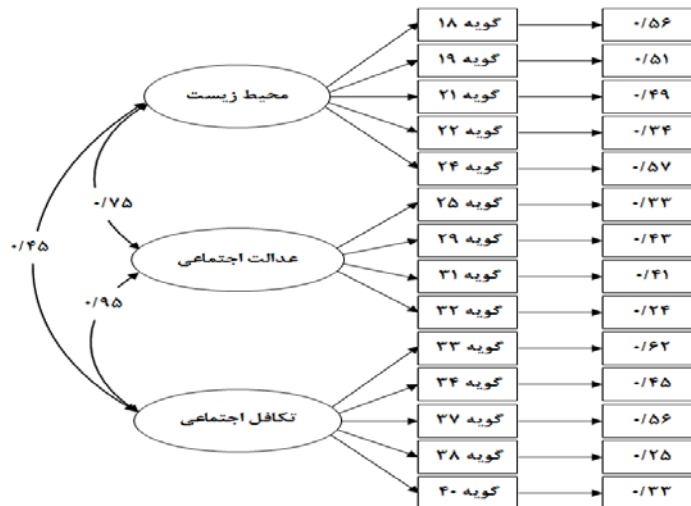 گویه ۱۸ ۰/۵۶
گویه ۱۹ ۰/۵۱
محیط زیست گویه ۲۱ ۰/۴۹
گویه ۲۲ ۰/۳۴
گویه ۲۴ ۰/۵۷
۰/۷۵ گویه ۲۵ ۰/۳۳
۰/۴۵ گویه ۲۹ ۰/۴۳
عدالت اجتماعی گویه ۳۱ ۰/۴۱
۰/۹۵ گویه ۳۲ ۰/۲۴
گویه ۳۳ ۰/۶۲
گویه ۳۴ ۰/۴۵
تکافل اجتماعی گویه ۳۷ ۰/۵۶
گویه ۳۸ ۰/۲۵
گویه ۴۰ ۰/۳۳